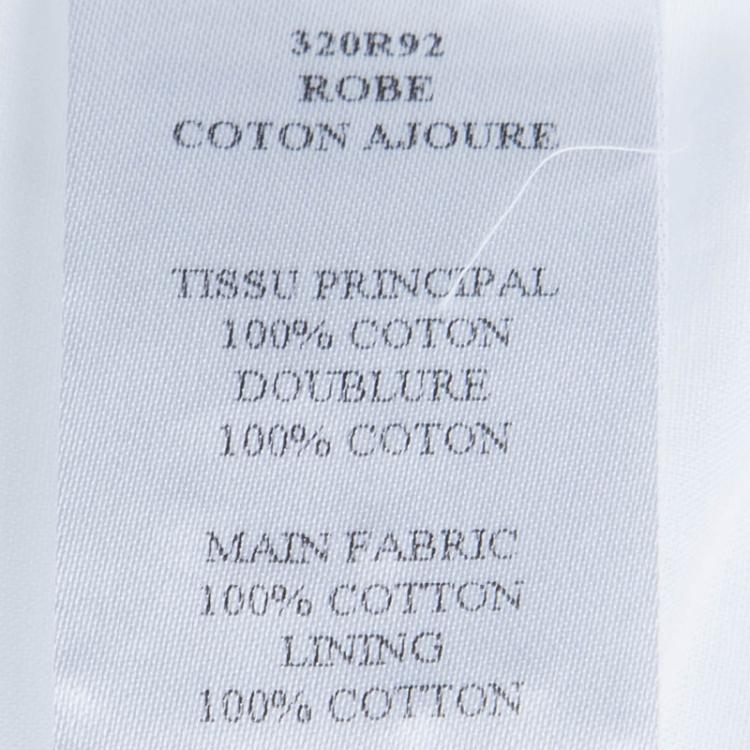 320R92
ROBE
COTON AJOURE
TISSU PRINCIPAL
100% COTON
DOUBLURE
100% COTON
MAIN FABRIC
100% COTTON
LINING
100% COTTON